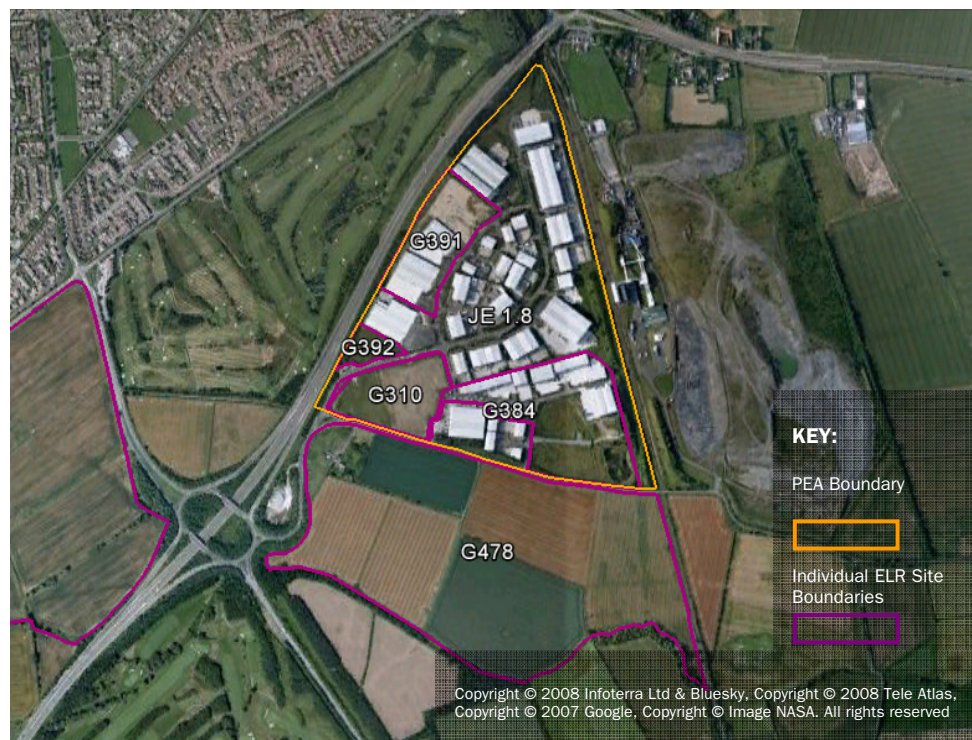 G391
JE 1.8
G392
G310
G384
G478
KEY:
PEA Boundary
Individual ELR Site
Boundaries
Copyright © 2008 Infoterra Ltd & Bluesky, Copyright © 2008 Tele Atlas,
Copyright © 2007 Google, Copyright © Image NASA. All rights reserved